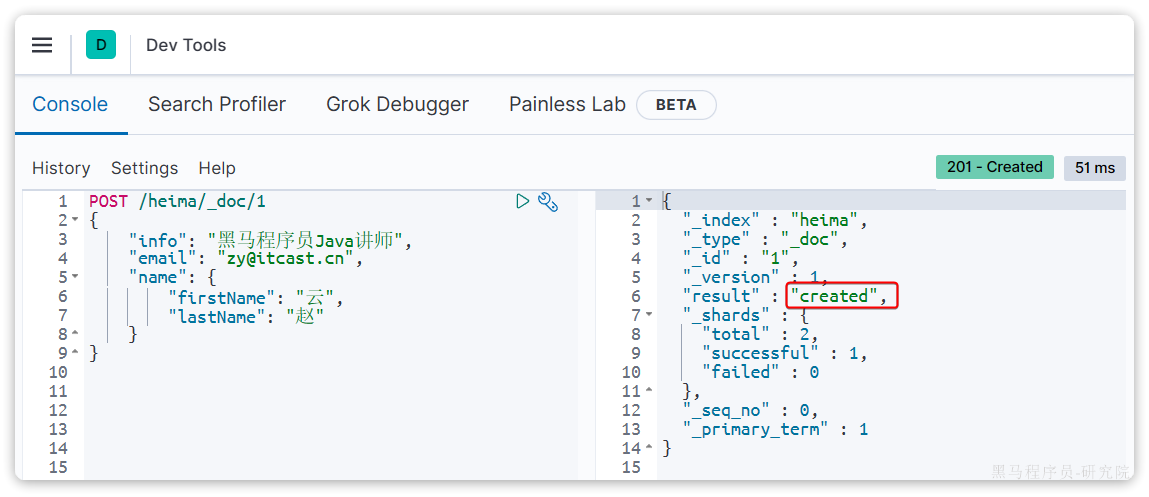 D Dev Tools
Console Search Profiler Grok Debugger Painless Lab BETA
History Settings Help 201 - Created 51 ms
1 POST /heima/_doc/1
2 {
3 "info": "黑马程序员Java讲师",
4 "email": "zy@itcast.cn",
5 "name": {
6 "firstName": "云",
7 "lastName": "赵"
8 }
9 }
10
11
12
13
14
15
1 {
2 "_index" : "heima",
3 "_type" : "_doc",
4 "_id" : "1",
5 "_version" : 1,
6 "result" : "created",
7 "_shards" : {
8 "total" : 2,
9 "successful" : 1,
10 "failed" : 0
11 },
12 "_seq_no" : 0,
13 "_primary_term" : 1
14 }
15
黑马程序员-研究院